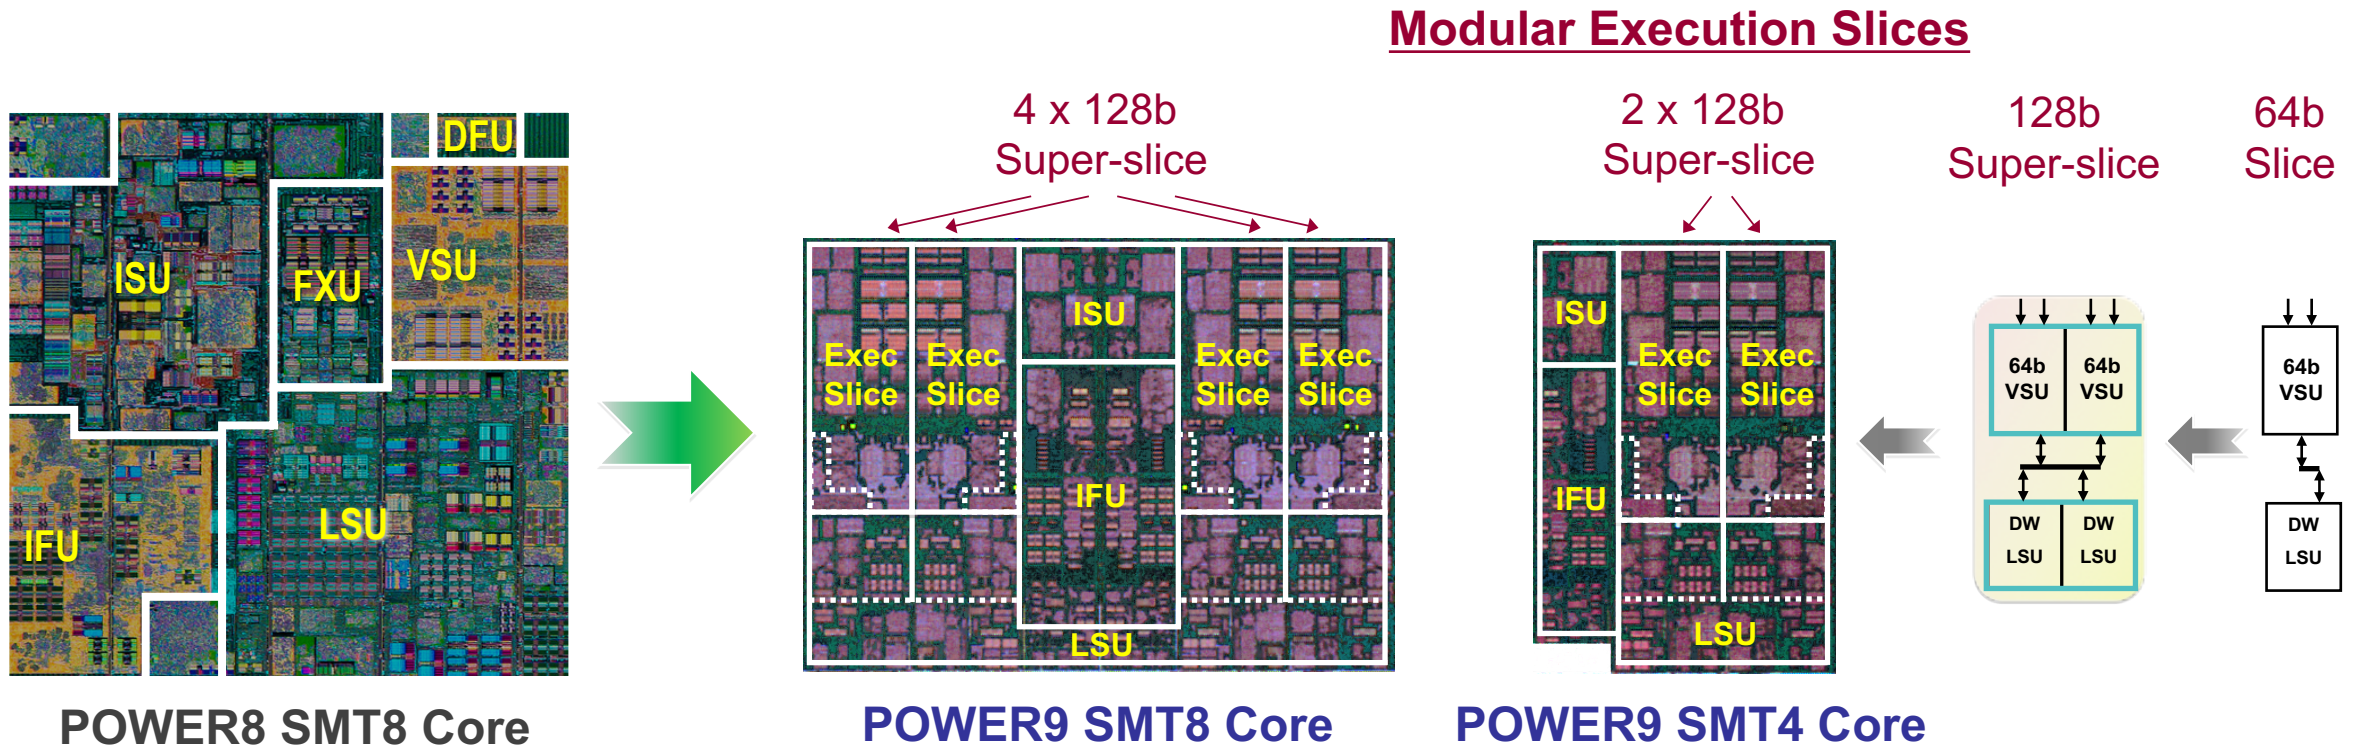 Modular Execution Slices
4 x 128b
Super-slice
2 x 128b
Super-slice
128b
Super-slice
64b
Slice
DFU
ISU
FXU
VSU
IFU
LSU
ISU
Exec
Slice
Exec
Slice
Exec
Slice
Exec
Slice
IFU
LSU
ISU
Exec
Slice
Exec
Slice
IFU
LSU
64b
VSU
64b
VSU
DW
LSU
DW
LSU
64b
VSU
DW
LSU
POWER8 SMT8 Core
POWER9 SMT8 Core
POWER9 SMT4 Core